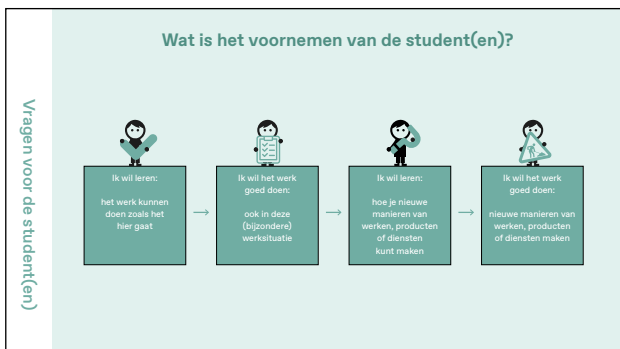 Wat is het voornemen van de student(en)?
Vragen voor de student(en)
Ik wil leren:
het werk kunnen
doen zoals het
hier gaat
Ik wil het werk
goed doen:
ook in deze
(bijzondere)
werksituatie
Ik wil leren:
hoe je nieuwe
manieren van
werken, producten
of diensten
kunt maken
Ik wil het werk
goed doen:
nieuwe manieren van
werken, producten
of diensten maken